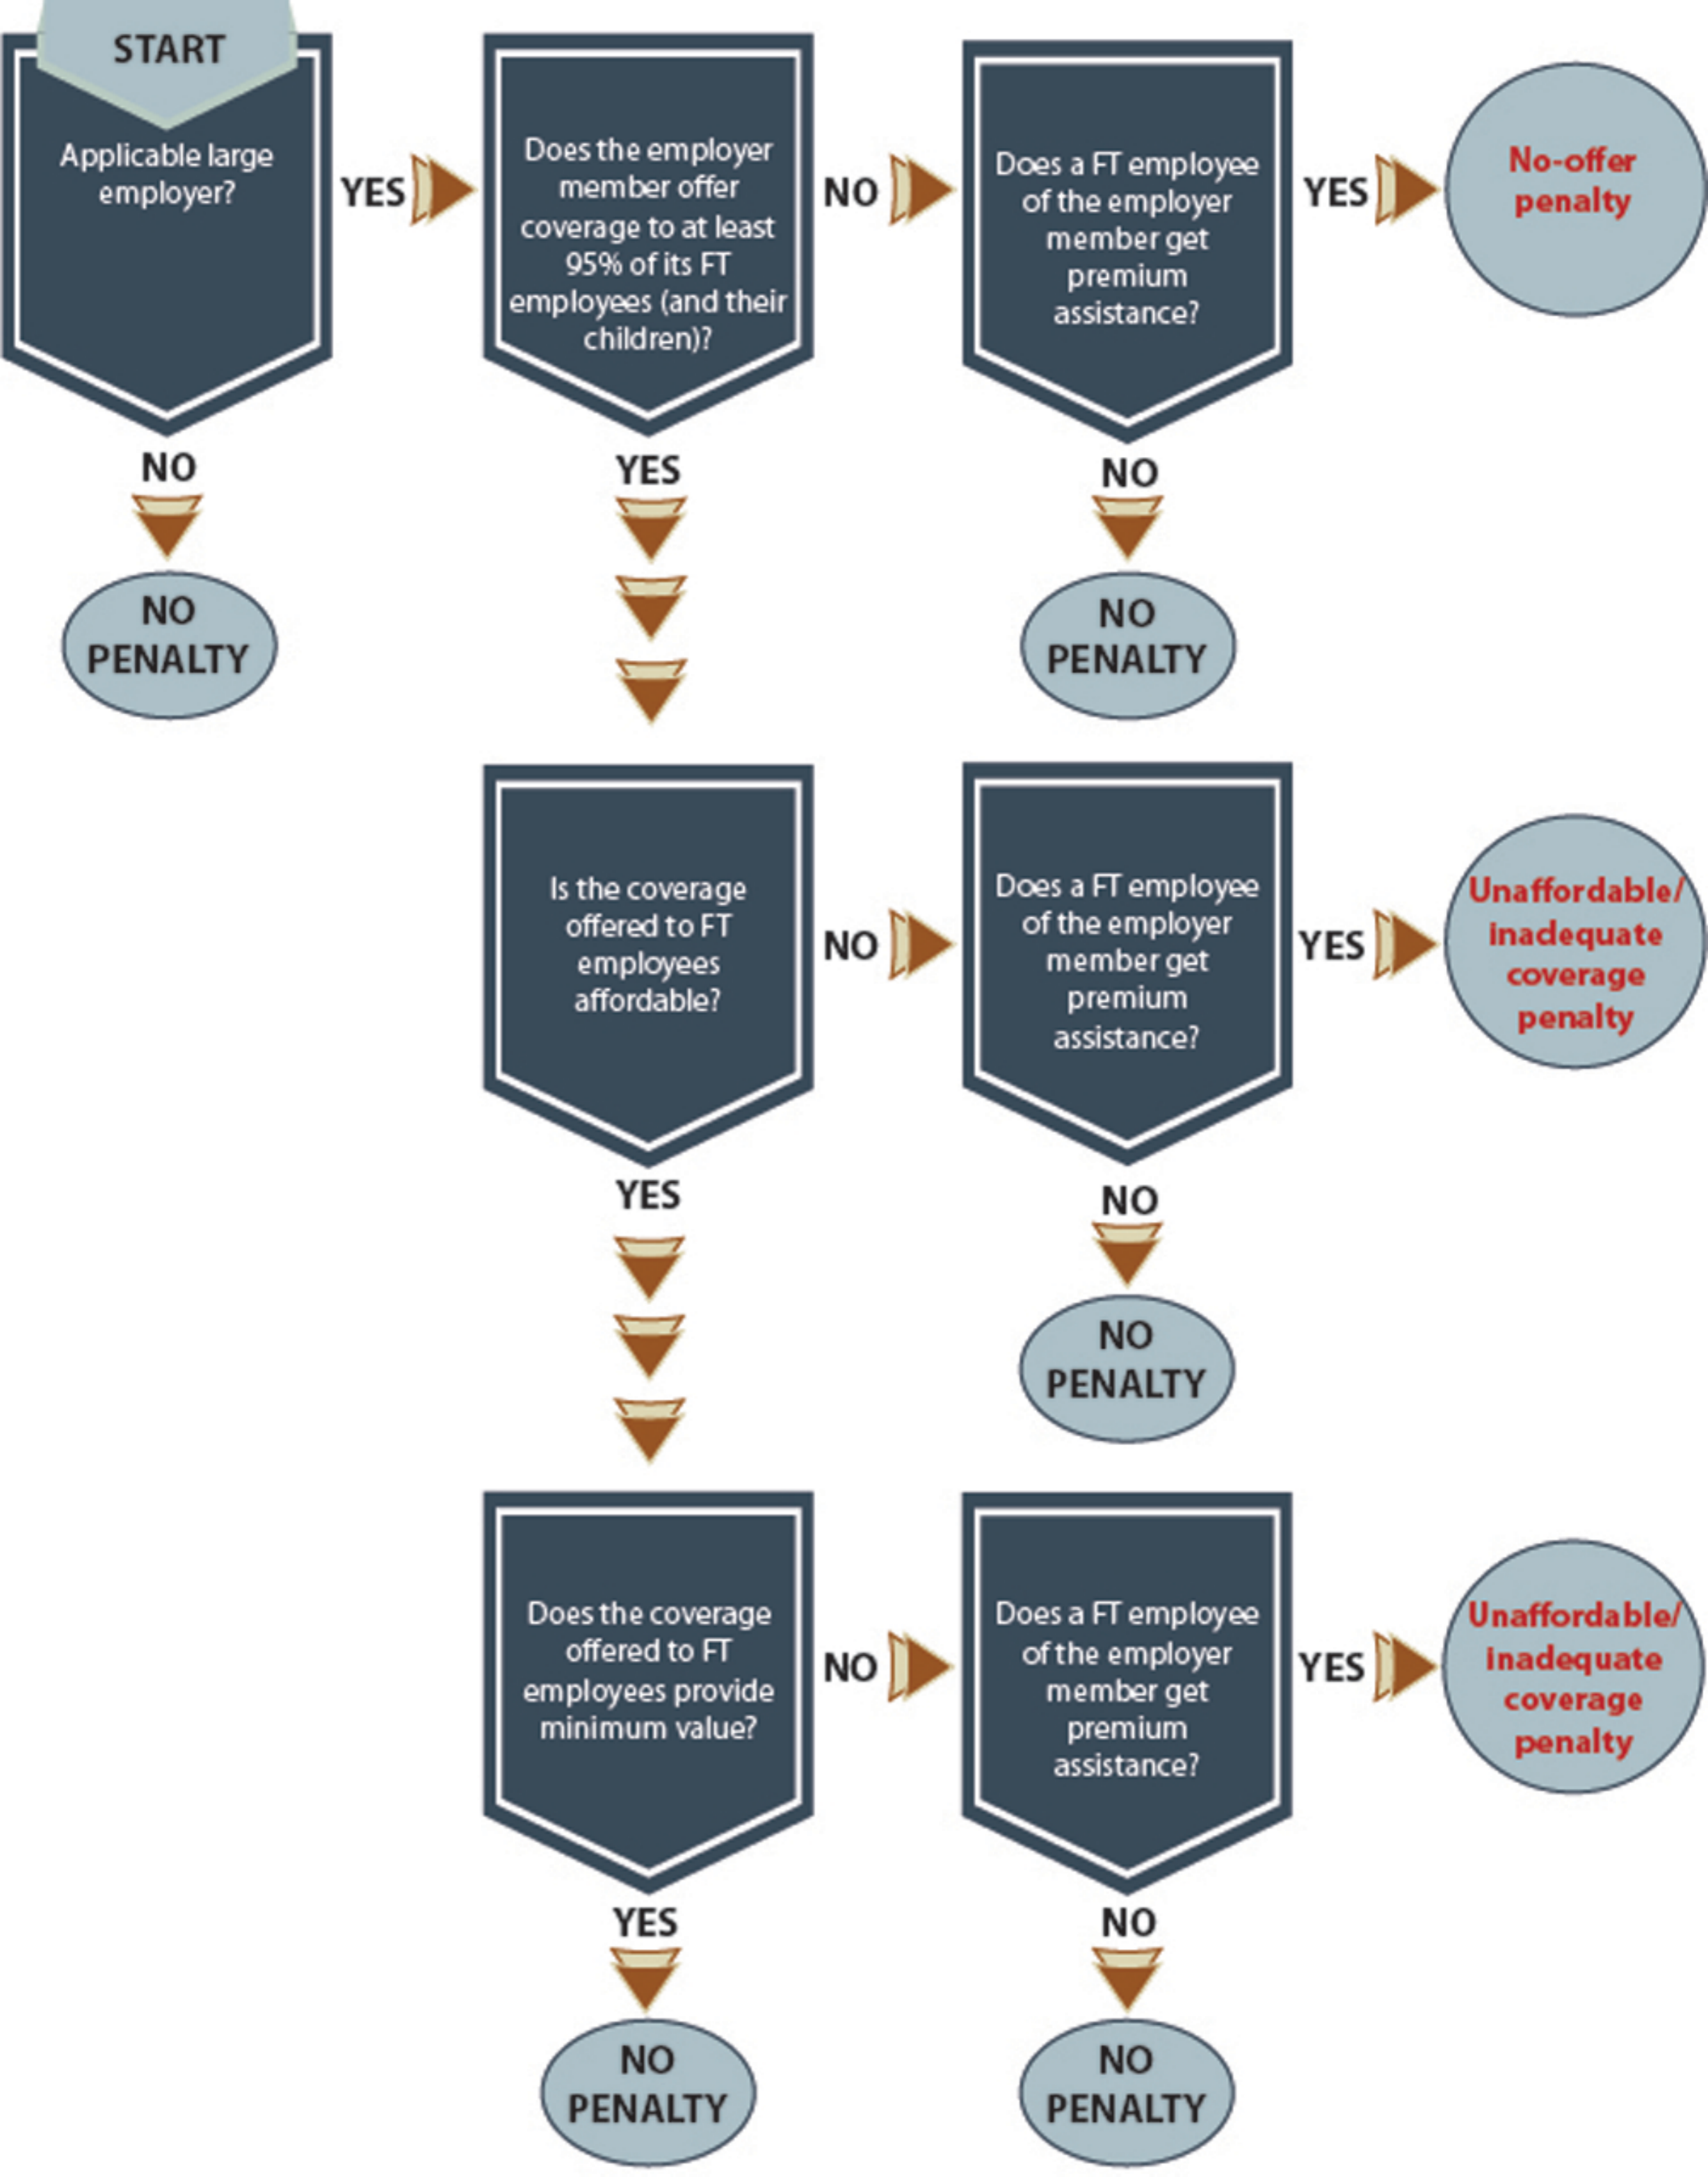 START
Applicable large
employer?
YES
Does the employer
member offer
coverage to at least
95% of its FT
employees (and their
children)?
NO
Does a FT employee
of the employer
member get
premium
assistance?
YES
No-offer
penalty
NO
NO
PENALTY
YES
NO
NO
PENALTY
Is the coverage
offered to FT
employees
affordable?
NO
Does a FT employee
of the employer
member get
premium
assistance?
YES
Unaffordable/
inadequate
coverage
penalty
YES
NO
NO
PENALTY
Does the coverage
offered to FT
employees provide
minimum value?
NO
Does a FT employee
of the employer
member get
premium
assistance?
YES
Unaffordable/
inadequate
coverage
penalty
YES
NO
PENALTY
NO
NO
PENALTY